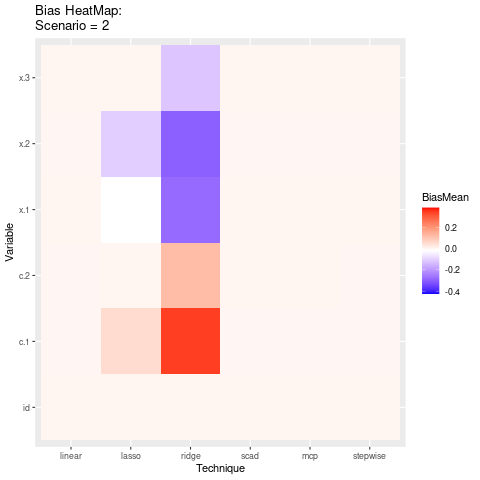 Bias HeatMap:
Scenario = 2
x.3
x.2
x.1
c.2
c.1
id
Variable
linear lasso ridge scad mcp stepwise
Technique
BiasMean
0.2
0.0
-0.2
-0.4